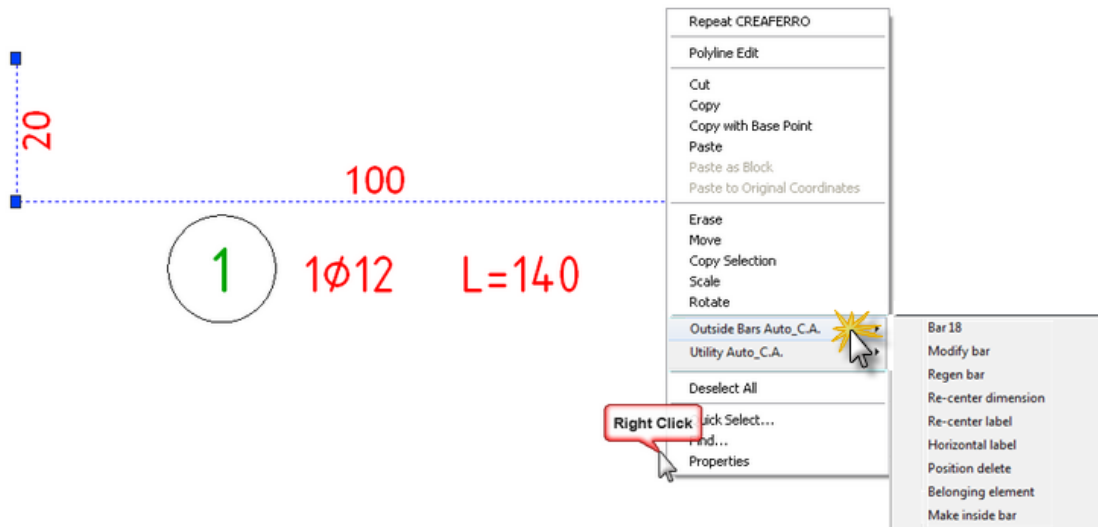 20
100
1
1Ø12 L=140
Repeat CREAFERRO
Polyline Edit
Cut
Copy
Copy with Base Point
Paste
Paste as Block
Paste to Original Coordinates
Erase
Move
Copy Selection
Scale
Rotate
Outside Bars Auto_C.A.
Utility Auto_C.A.
Deselect All
Right Click
Select...
Find...
Properties
Bar 18
Modify bar
Regen bar
Re-center dimension
Re-center label
Horizontal label
Position delete
Belonging element
Make inside bar